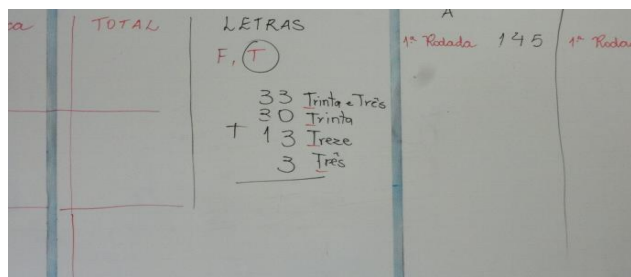 TOTAL
LETRAS
F, T
33 Trinta e Três
30 Trinta
+ 13 Treze
3 Três
A
1ª Rodada 145
1ª Roda